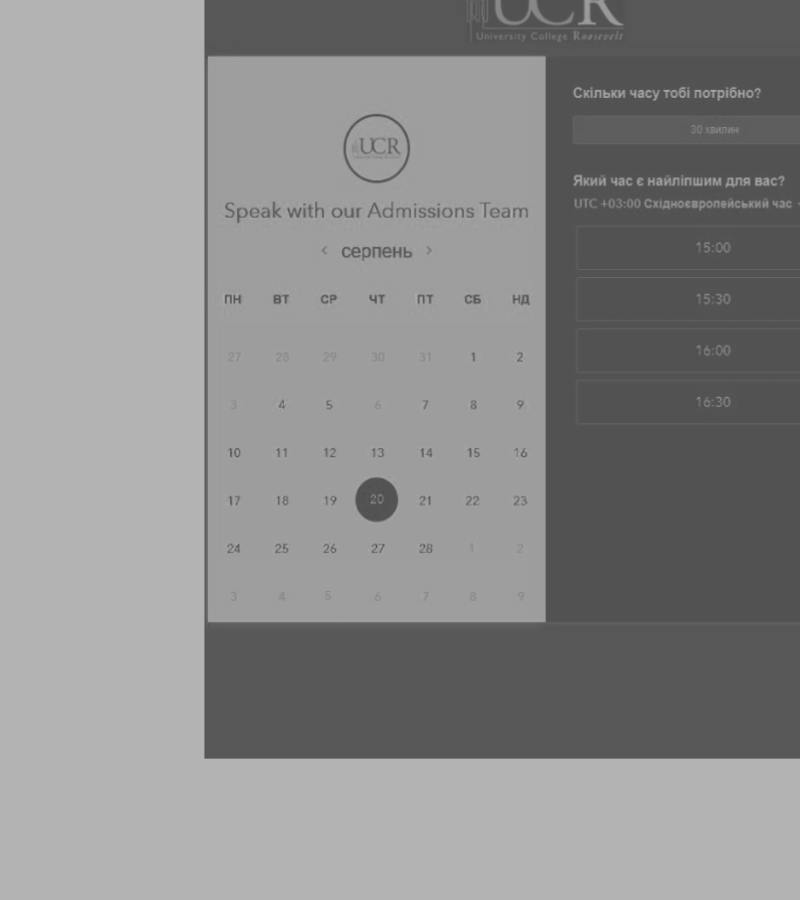 UCR
University College Roosevelt
UCR
Speak with our Admissions Team
‹ серпень ›
ПН ВТ СР ЧТ ПТ СБ НД
27 28 29 30 31 1 2
3 4 5 6 7 8 9
10 11 12 13 14 15 16
17 18 19 20 21 22 23
24 25 26 27 28 1 2
3 4 5 6 7 8 9
Скільки часу тобі потрібно?
30 хвилин
Який час є найліпшим для вас?
UTC +03:00 Східноєвропейський час
15:00
15:30
16:00
16:30